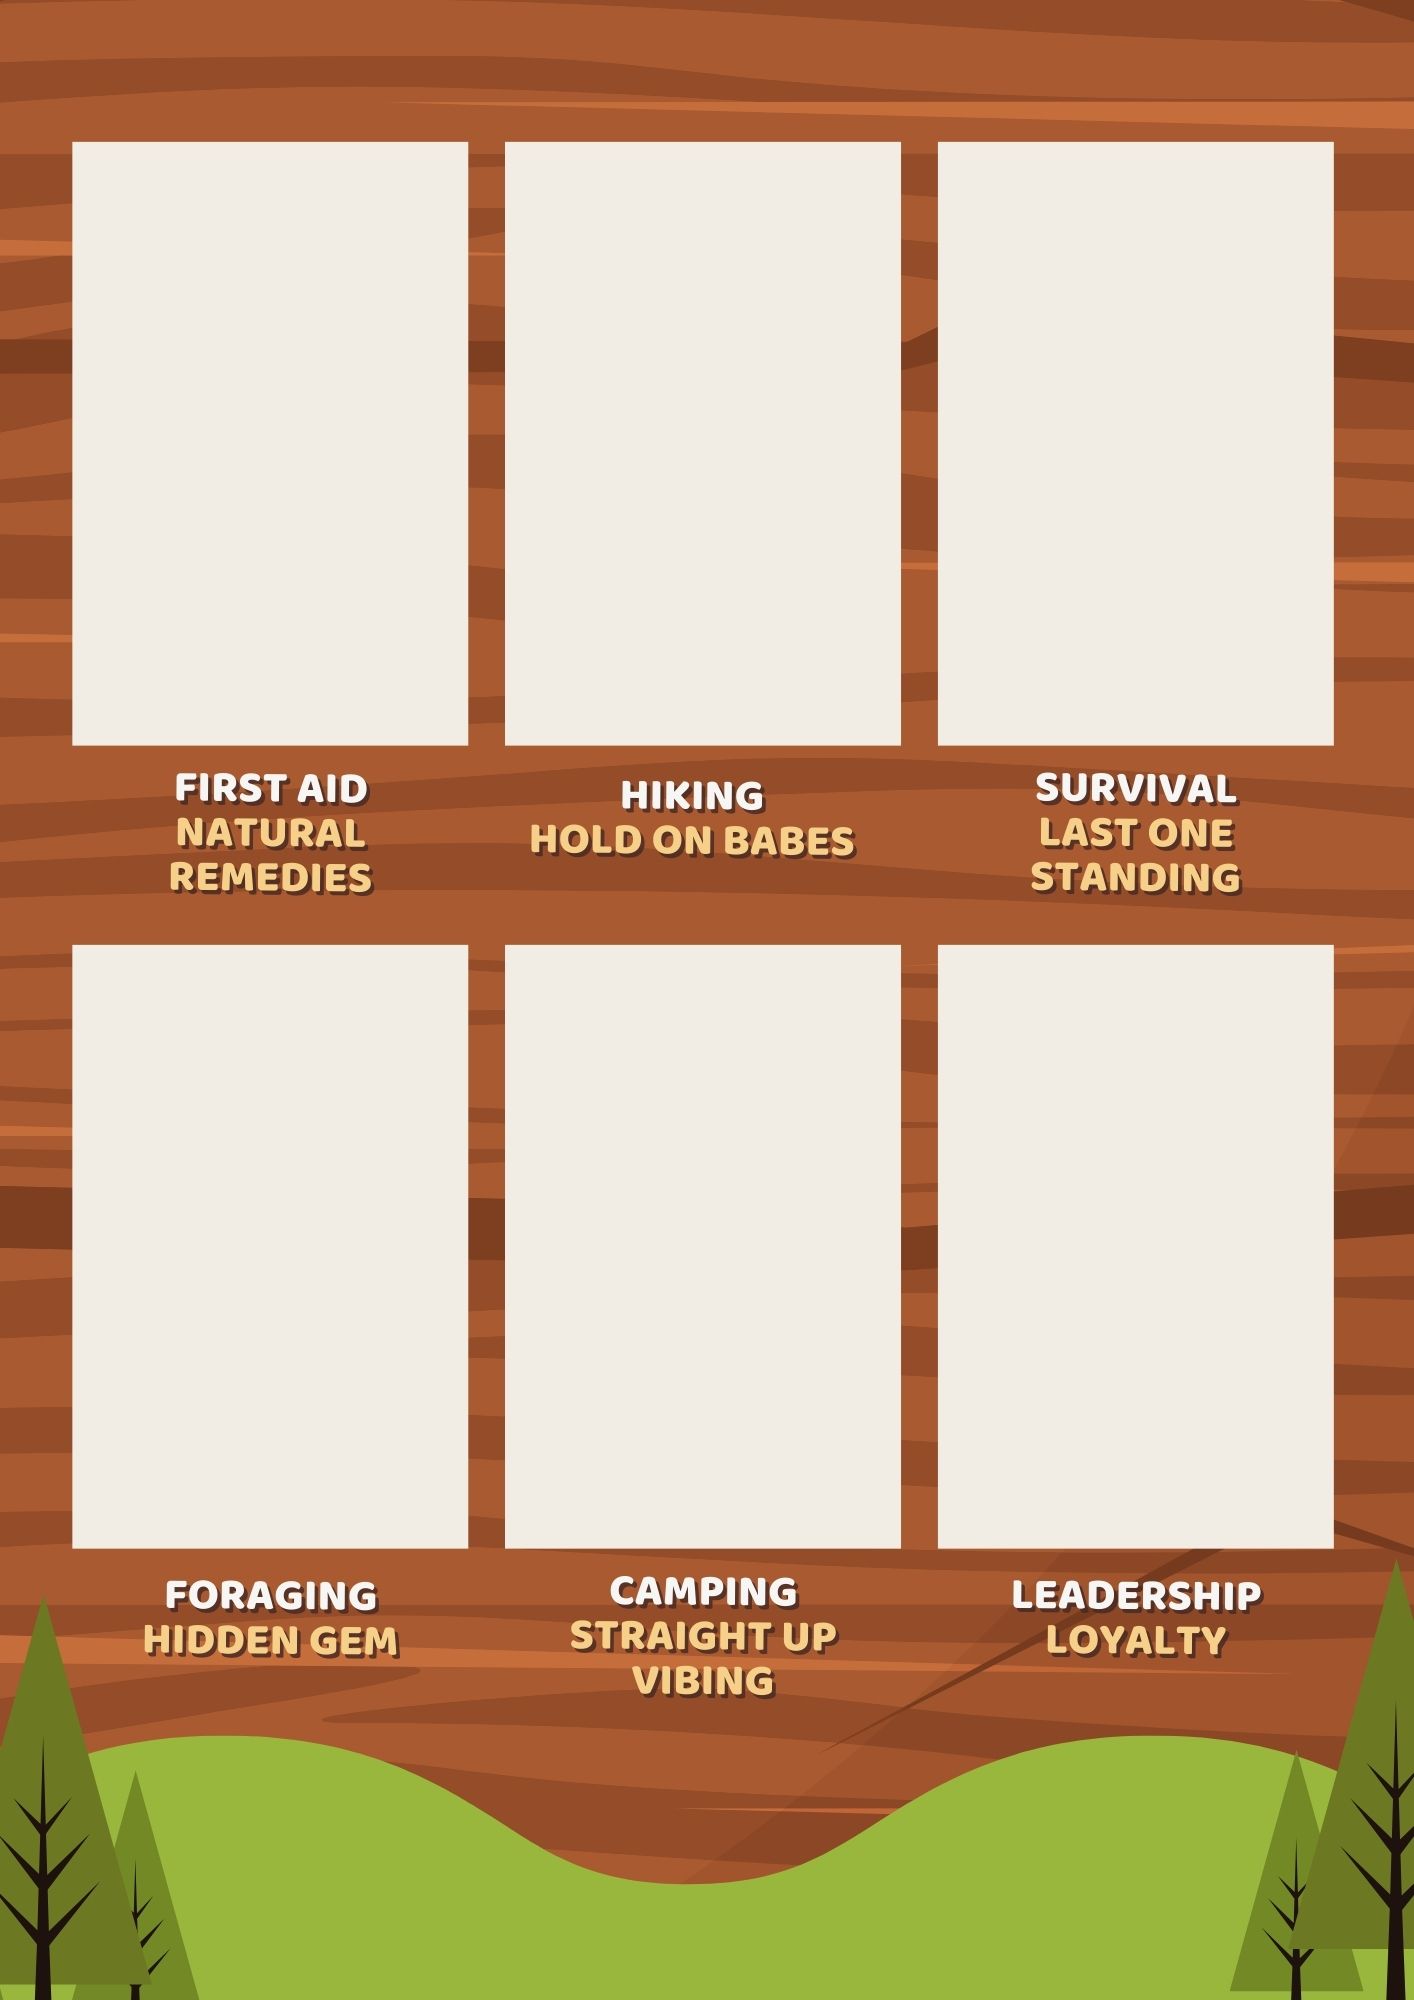 FIRST AID
NATURAL
REMEDIES
HIKING
HOLD ON BABES
SURVIVAL
LAST ONE
STANDING
FORAGING
HIDDEN GEM
CAMPING
STRAIGHT UP
VIBING
LEADERSHIP
LOYALTY